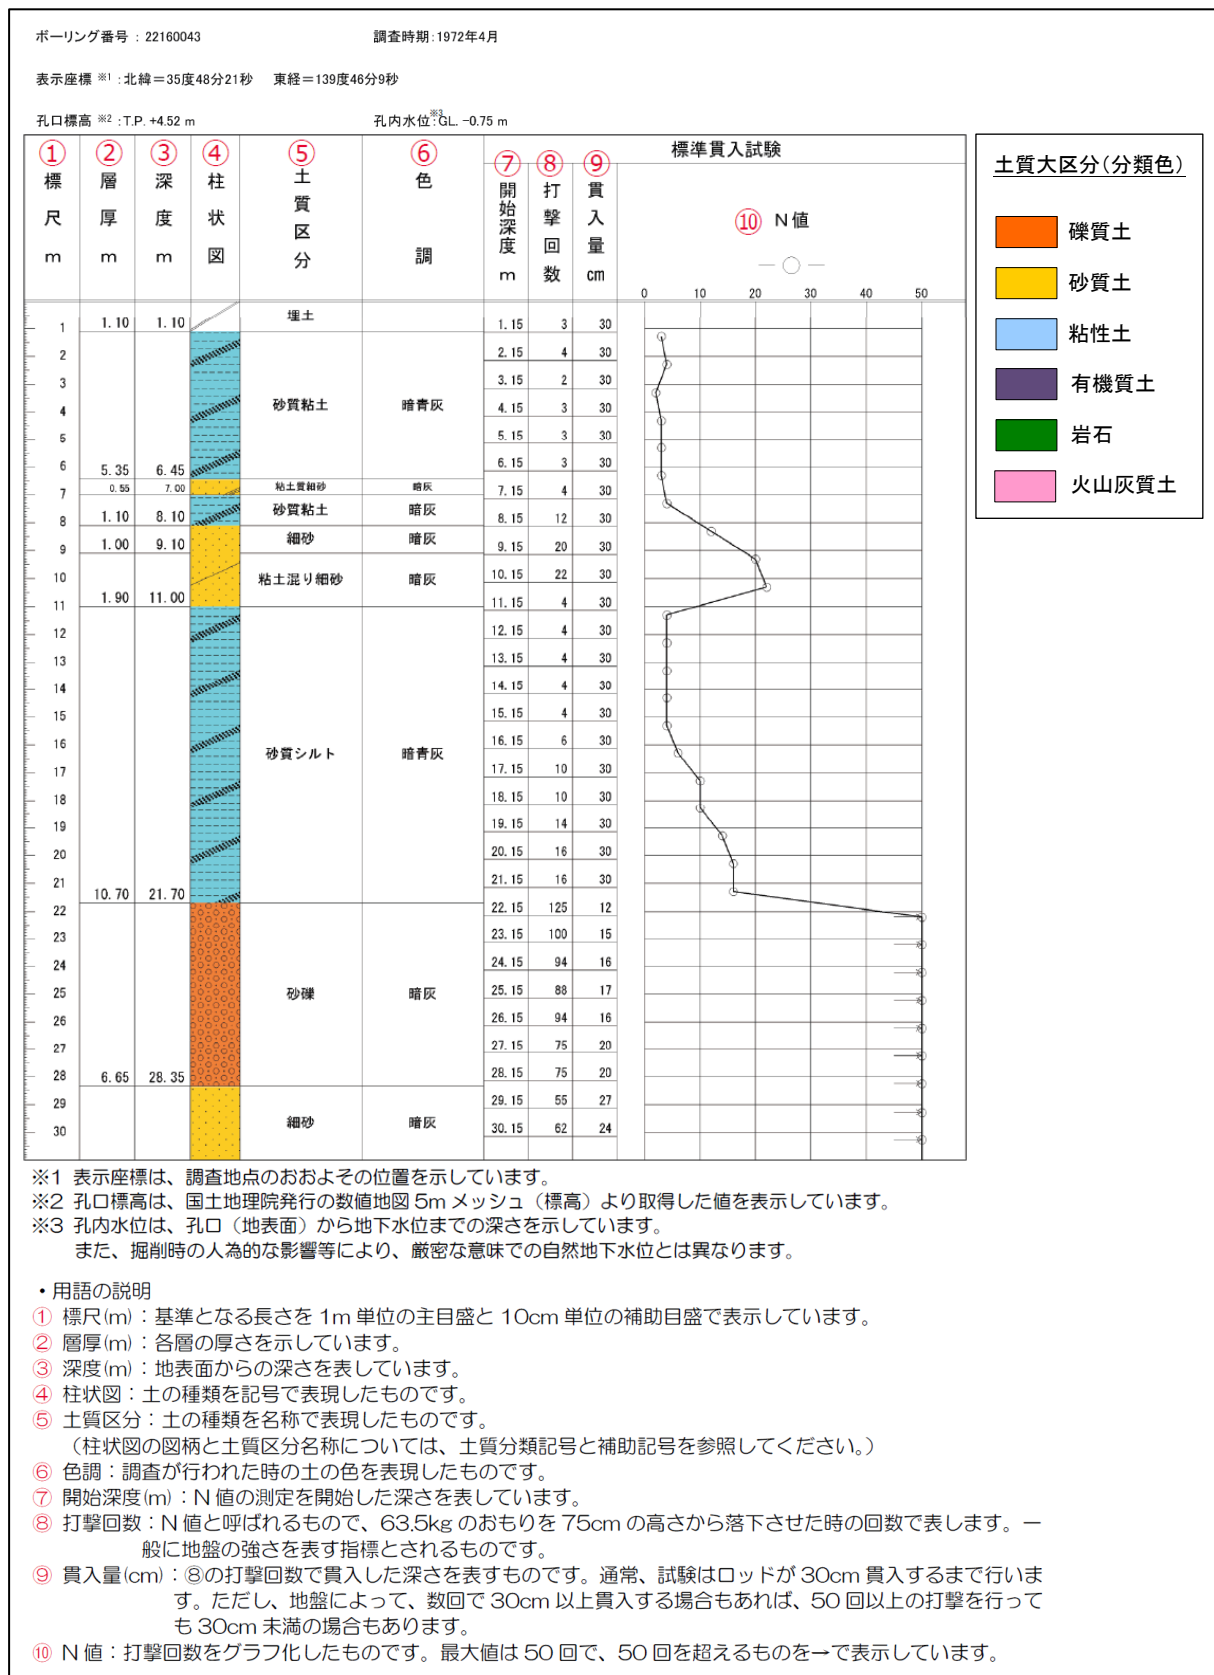 ボーリング番号 : 22160043 調査時期:1972年4月
表示座標 ※1 :北緯＝35度48分21秒 東経＝139度46分9秒
孔口標高 ※2 :T.P. +4.52 m 孔内水位※3:GL. -0.75 m
① ② ③ ④ ⑤ ⑥ 標準貫入試験
標尺m 層厚m 深度m 柱状図 土質区分 色調 ⑦ 開始深度m ⑧ 打撃回数 ⑨ 貫入量cm ⑩ N値
0 10 20 30 40 50
埋土
1 1.10 1.10 1.15 3 30
2 2.15 4 30
3 3.15 2 30
4 砂質粘土 暗青灰 4.15 3 30
5 5.15 3 30
6 5.35 6.45 6.15 3 30
0.55 7.00 粘土質細砂 暗灰
7 7.15 4 30
1.10 8.10 砂質粘土 暗灰
8 8.15 12 30
1.00 9.10 細砂 暗灰
9 9.15 20 30
10 粘土混り細砂 暗灰 10.15 22 30
11 1.90 11.00 11.15 4 30
12 12.15 4 30
13 13.15 4 30
14 14.15 4 30
15 15.15 4 30
16 砂質シルト 暗青灰 16.15 6 30
17 17.15 10 30
18 18.15 10 30
19 19.15 14 30
20 20.15 16 30
21 10.70 21.70 21.15 16 30
22 22.15 125 12
23 23.15 100 15
24 24.15 94 16
25 砂礫 暗灰 25.15 88 17
26 26.15 94 16
27 27.15 75 20
28 6.65 28.35 28.15 75 20
29 29.15 55 27
細砂 暗灰
30 30.15 62 24
土質大区分(分類色)
礫質土
砂質土
粘性土
有機質土
岩石
火山灰質土
※1 表示座標は、調査地点のおおよその位置を示しています。
※2 孔口標高は、国土地理院発行の数値地図 5m メッシュ（標高）より取得した値を表示しています。
※3 孔内水位は、孔口（地表面）から地下水位までの深さを示しています。
また、掘削時の人為的な影響等により、厳密な意味での自然地下水位とは異なります。
・用語の説明
① 標尺(m)：基準となる長さを 1m 単位の主目盛と 10cm 単位の補助目盛で表示しています。
② 層厚(m)：各層の厚さを示しています。
③ 深度(m)：地表面からの深さを表しています。
④ 柱状図：土の種類を記号で表現したものです。
⑤ 土質区分：土の種類を名称で表現したものです。
（柱状図の図柄と土質区分名称については、土質分類記号と補助記号を参照してください。）
⑥ 色調：調査が行われた時の土の色を表現したものです。
⑦ 開始深度(m)：N 値の測定を開始した深さを表しています。
⑧ 打撃回数：N 値と呼ばれるもので、63.5kg のおもりを 75cm の高さから落下させた時の回数で表します。一
般に地盤の強さを表す指標とされるものです。
⑨ 貫入量(cm)：⑧の打撃回数で貫入した深さを表すものです。通常、試験はロッドが 30cm 貫入するまで行いま
す。ただし、地盤によって、数回で 30cm 以上貫入する場合もあれば、50 回以上の打撃を行って
も 30cm 未満の場合もあります。
⑩ N 値：打撃回数をグラフ化したものです。最大値は 50 回で、50 回を超えるものを→で表示しています。